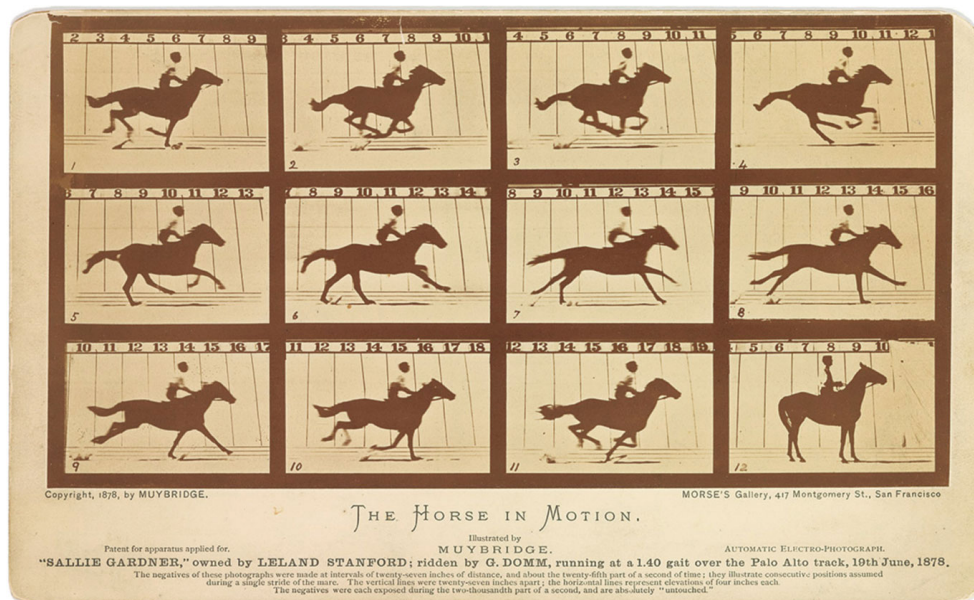 2 3 4 5 6 7 8 9
3 4 5 6 7 8 9 10 1
4 5 6 7 8 9 10 11
5 6 7 8 9 10 11 12 1
1
2
3
4
7 8 9 10 11 12 13
7 8 9 10 11 12 13 14 1
8 9 10 11 12 13 14 15
9 10 11 12 13 14 15 16
5
6
7
8
10 11 12 13 14 15 16 17
11 12 13 14 15 16 17 18
12 13 14 15 16 17 18 19
5 6 7 8 9 10
9
10
11
12
Copyright, 1878, by MUYBRIDGE.
MORSE'S Gallery, 417 Montgomery St., San Francisco
THE HORSE IN MOTION.
Illustrated by
MUYBRIDGE.
Patent for apparatus applied for.
AUTOMATIC ELECTRO-PHOTOGRAPH.
"SALLIE GARDNER," owned by LELAND STANFORD; ridden by G. DOMM, running at a 1.40 gait over the Palo Alto track, 19th June, 1878.
The negatives of these photographs were made at intervals of twenty-seven inches of distance, and about the twenty-fifth part of a second of time; they illustrate consecutive positions assumed
during a single stride of the mare. The vertical lines were twenty-seven inches apart; the horizontal lines represent elevations of four inches each.
The negatives were each exposed during the two-thousandth part of a second, and are absolutely "untouched."